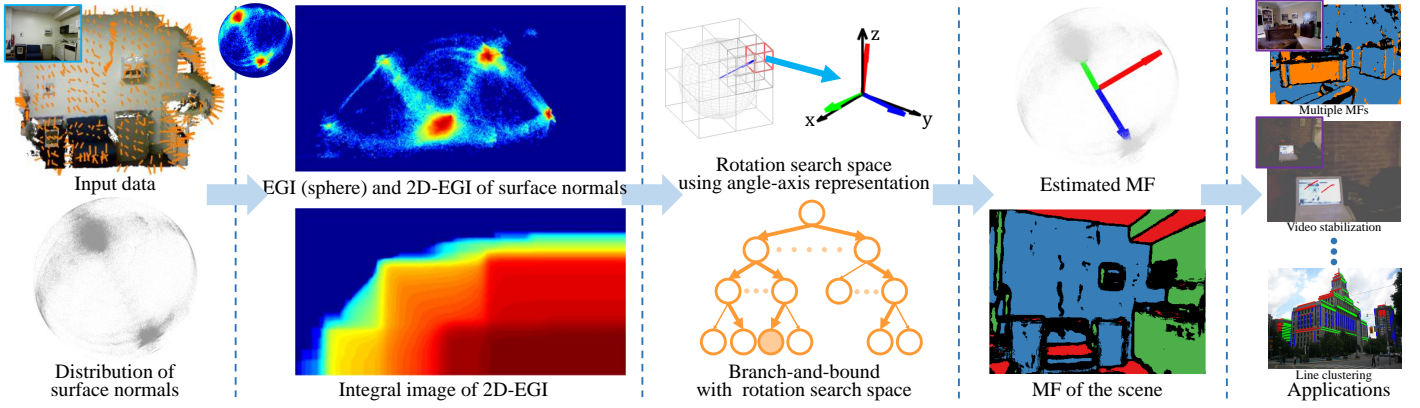 Input data
Distribution of
surface normals
EGI (sphere) and 2D-EGI of surface normals
Integral image of 2D-EGI
z
x
y
Rotation search space
using angle-axis representation
Branch-and-bound
with rotation search space
Estimated MF
MF of the scene
Multiple MFs
Video stabilization
Line clustering
Applications